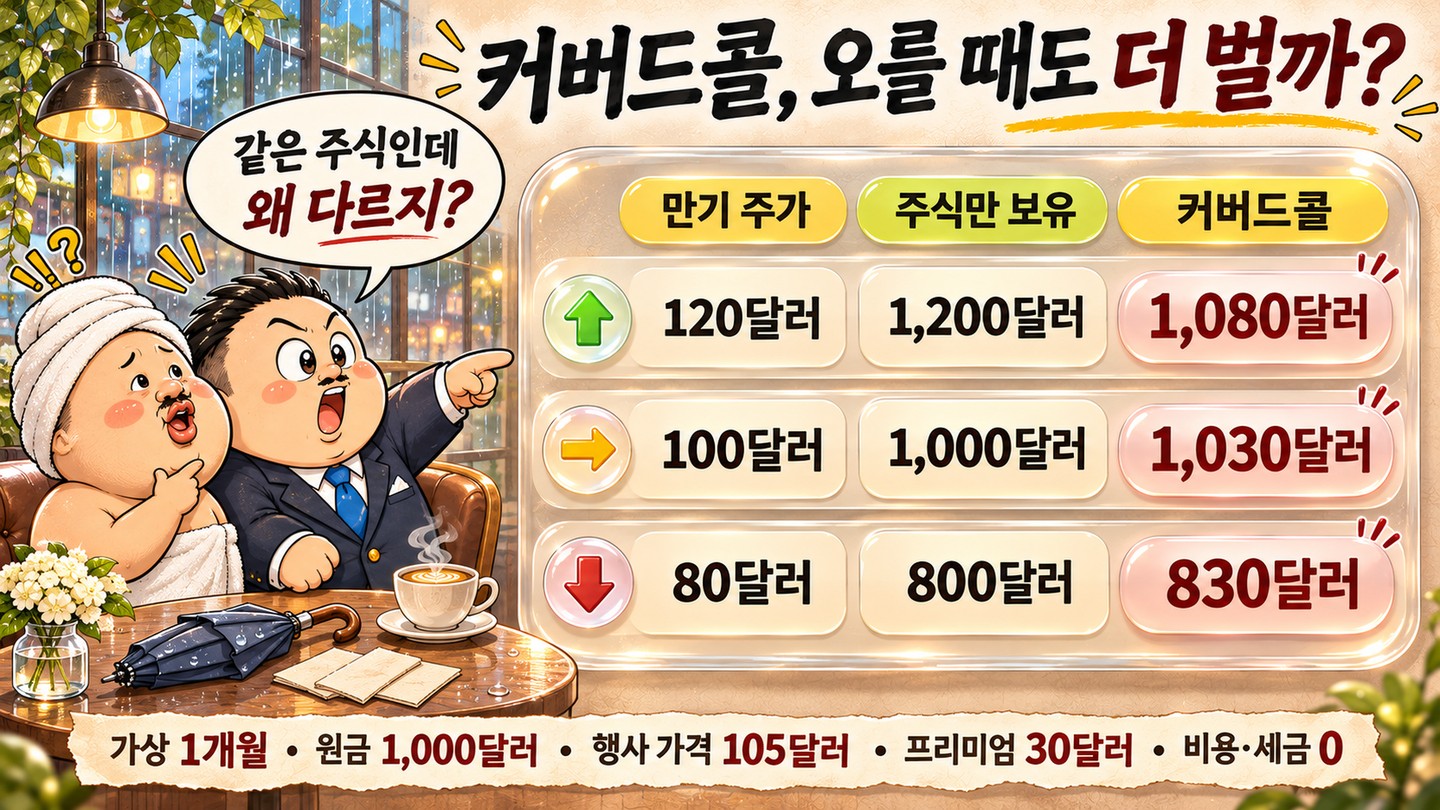 커버드콜, 오를 때도 더 벌까?
같은 주식인데
왜 다르지?
!!?
만기 주가 주식만 보유 커버드콜
120달러 1,200달러 1,080달러
100달러 1,000달러 1,030달러
80달러 800달러 830달러
가상 1개월 • 원금 1,000달러 • 행사 가격 105달러 • 프리미엄 30달러 • 비용·세금 0